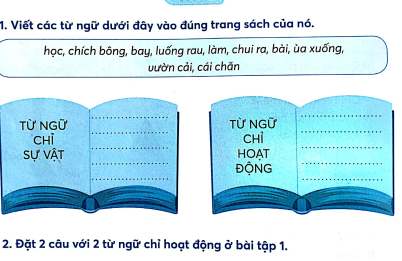 1. Viết các từ ngữ dưới đây vào đúng trang sách của nó.
học, chích bông, bay, luống rau, làm, chui ra, bài, ùa xuống,
vườn cải, cái chăn
TỪ NGỮ
CHỈ
SỰ VẬT
TỪ NGỮ
CHỈ
HOẠT
ĐỘNG
2. Đặt 2 câu với 2 từ ngữ chỉ hoạt động ở bài tập 1.